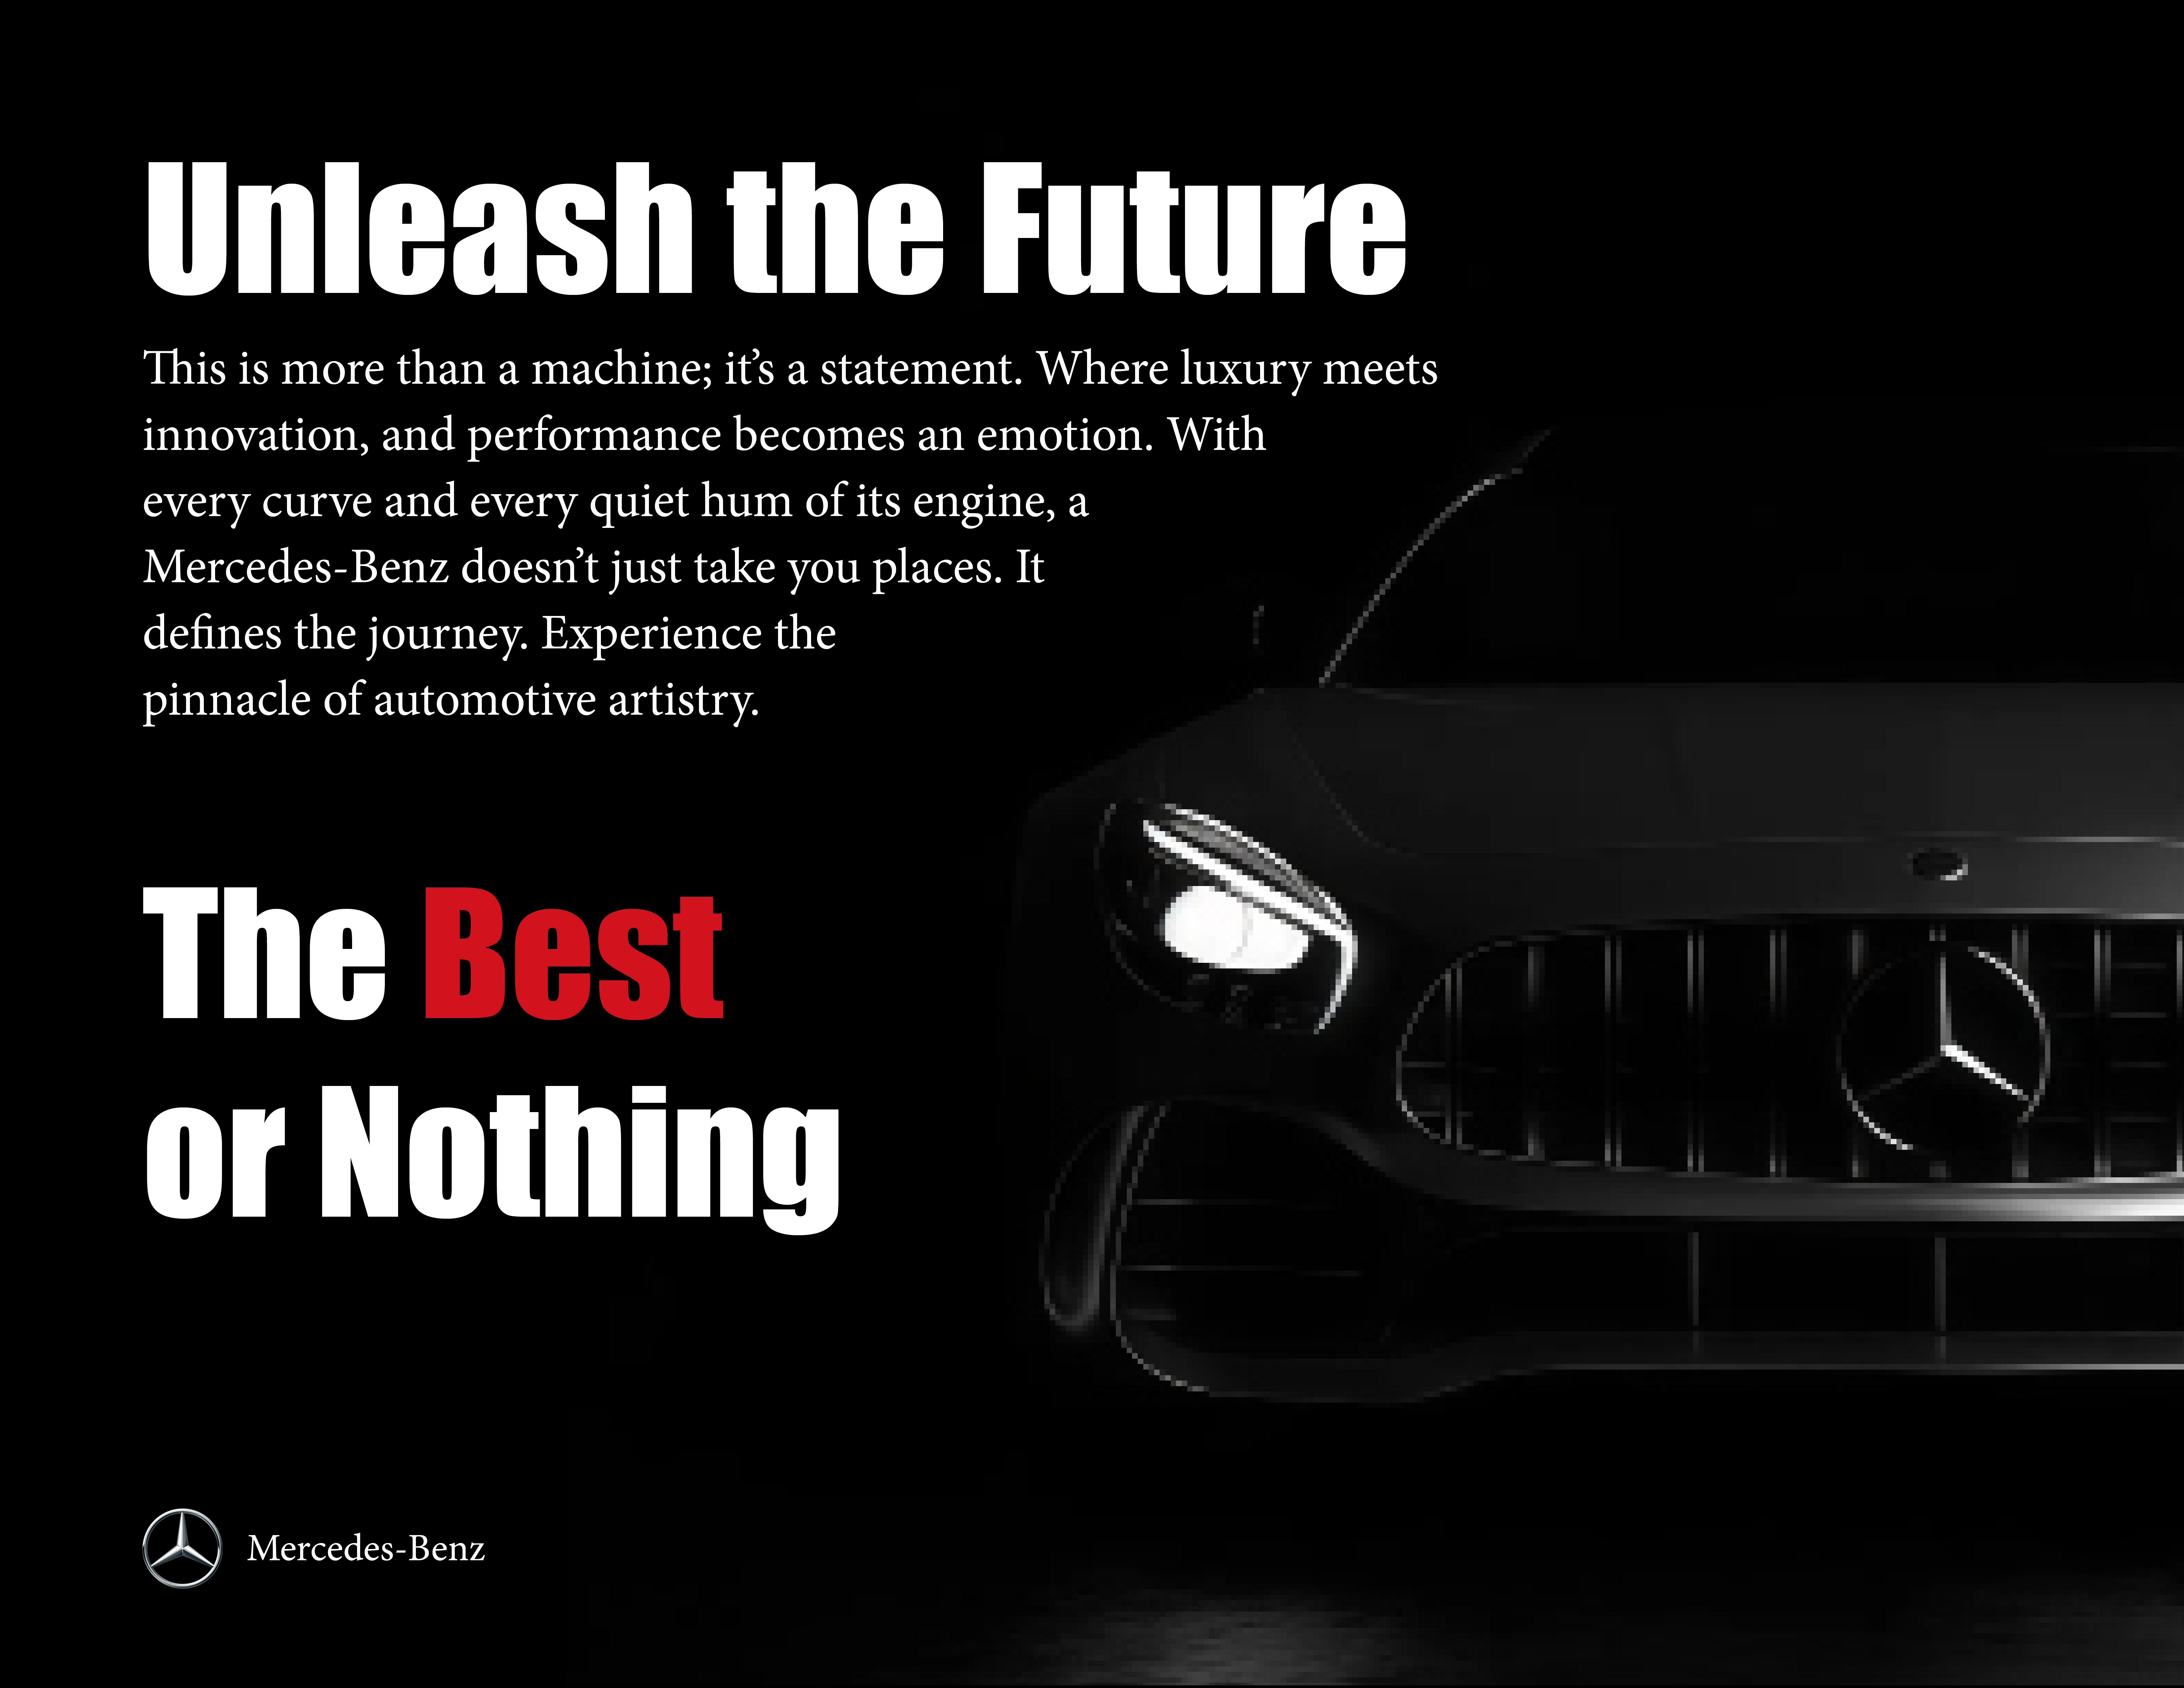 Unleash the Future
This is more than a machine; it’s a statement. Where luxury meets
innovation, and performance becomes an emotion. With
every curve and every quiet hum of its engine, a
Mercedes-Benz doesn’t just take you places. It
defines the journey. Experience the
pinnacle of automotive artistry.
The Best
or Nothing
Mercedes-Benz